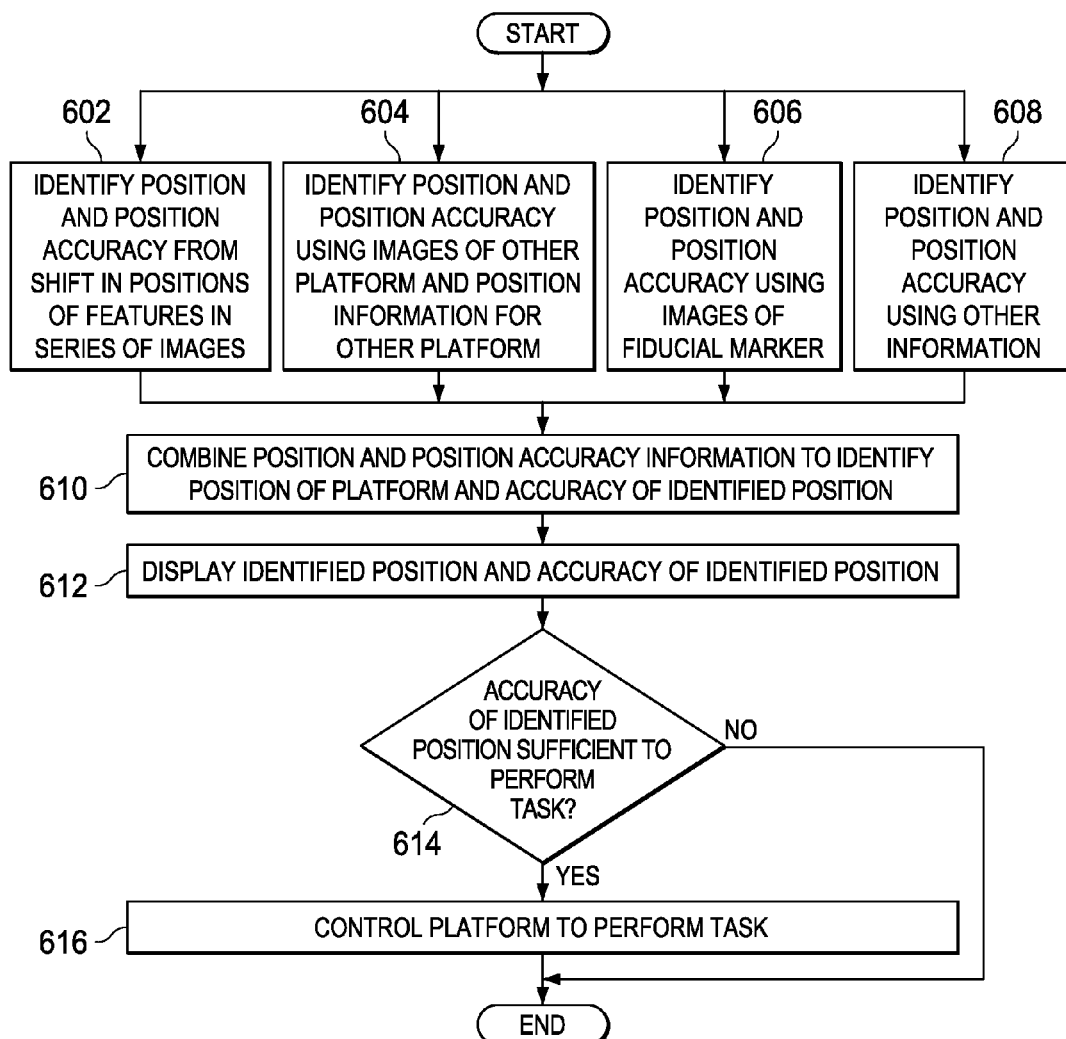 START
602
604
606
608
IDENTIFY POSITION
AND POSITION
ACCURACY FROM
SHIFT IN POSITIONS
OF FEATURES IN
SERIES OF IMAGES
IDENTIFY POSITION AND
POSITION ACCURACY
USING IMAGES OF OTHER
PLATFORM AND POSITION
INFORMATION FOR
OTHER PLATFORM
IDENTIFY
POSITION AND
POSITION
ACCURACY USING
IMAGES OF
FIDUCIAL MARKER
IDENTIFY
POSITION AND
POSITION
ACCURACY
USING OTHER
INFORMATION
610
COMBINE POSITION AND POSITION ACCURACY INFORMATION TO IDENTIFY
POSITION OF PLATFORM AND ACCURACY OF IDENTIFIED POSITION
612
DISPLAY IDENTIFIED POSITION AND ACCURACY OF IDENTIFIED POSITION
ACCURACY
OF IDENTIFIED
POSITION SUFFICIENT TO
PERFORM
TASK?
NO
614
YES
616
CONTROL PLATFORM TO PERFORM TASK
END